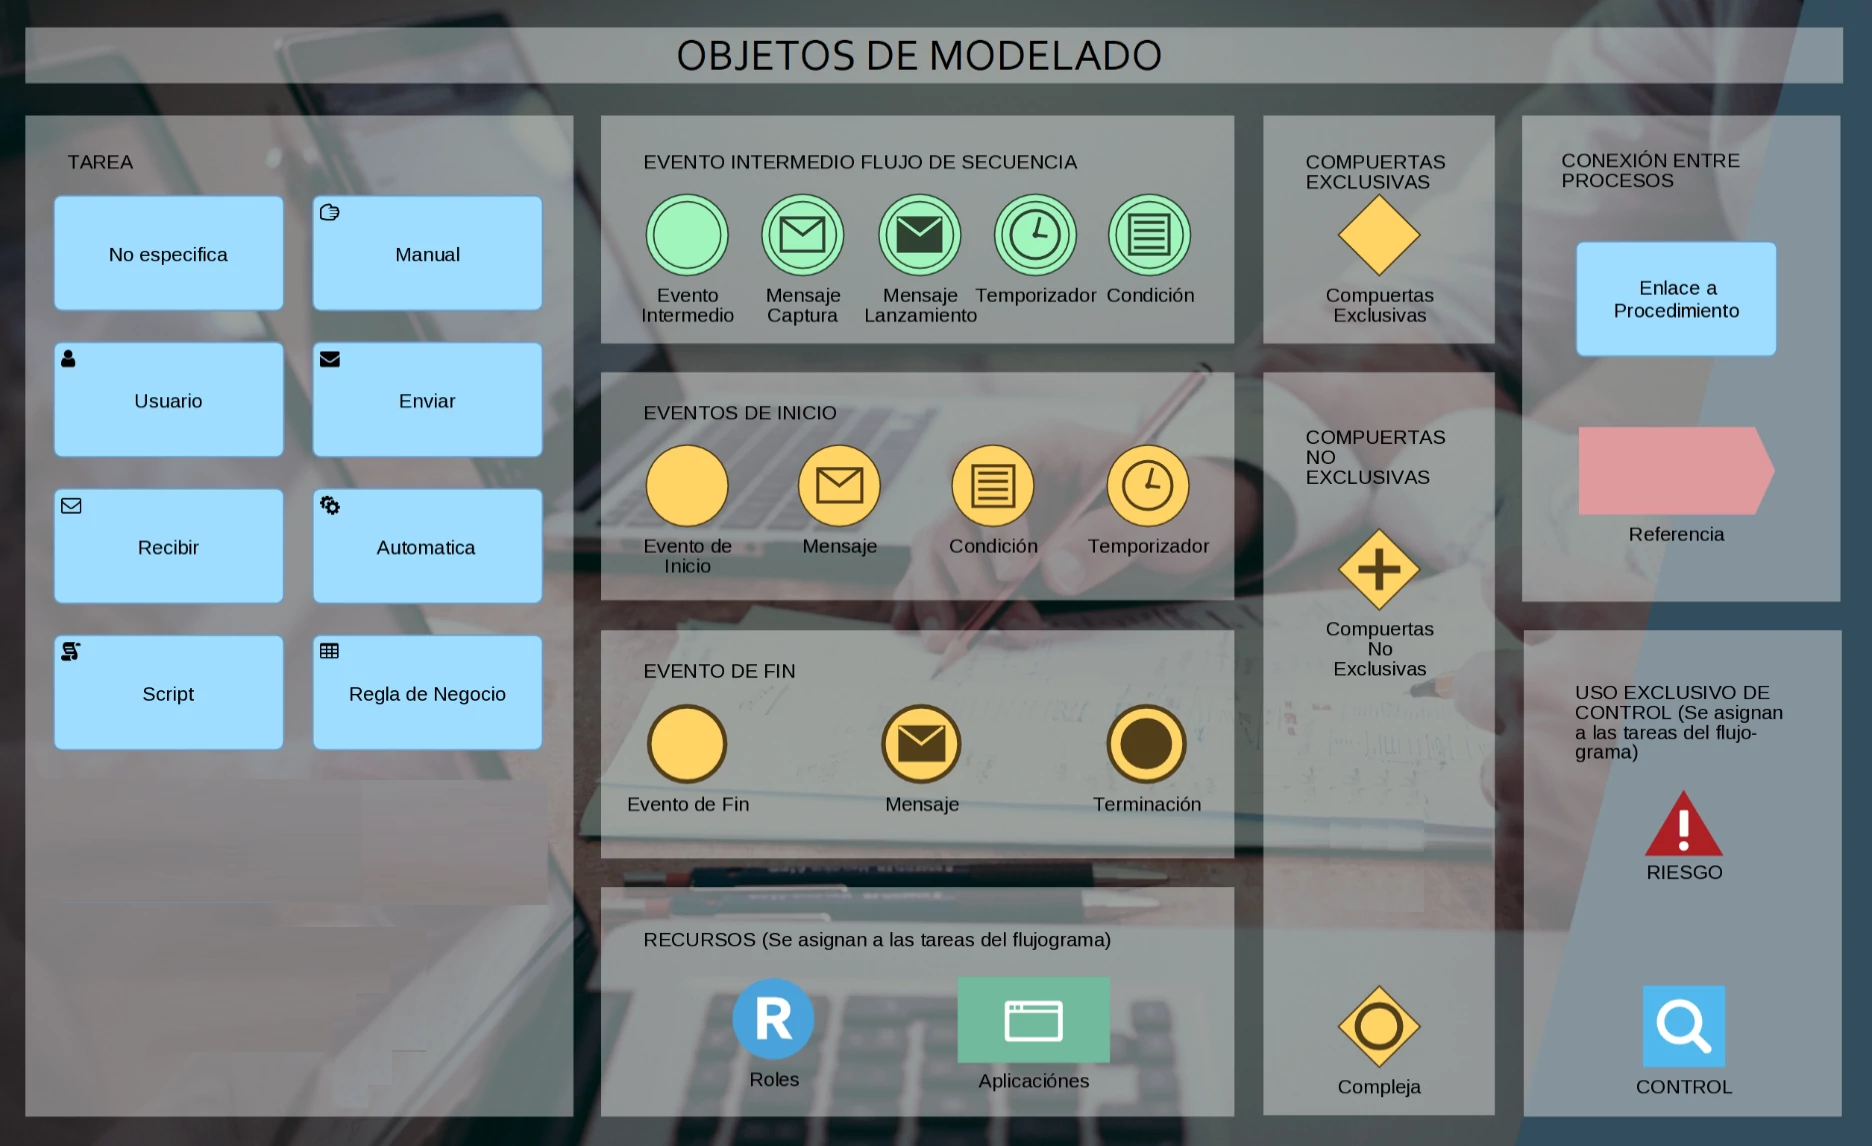 OBJETOS DE MODELADO
TAREA
No especifica
Manual
Usuario
Enviar
Recibir
Automatica
Script
Regla de Negocio
EVENTO INTERMEDIO FLUJO DE SECUENCIA
Evento
Intermedio
Mensaje
Captura
Mensaje
Lanzamiento
Temporizador
Condición
EVENTOS DE INICIO
Evento de
Inicio
Mensaje
Condición
Temporizador
EVENTO DE FIN
Evento de Fin
Mensaje
Terminación
RECURSOS (Se asignan a las tareas del flujograma)
R
Roles
Aplicaciónes
COMPUERTAS
EXCLUSIVAS
Compuertas
Exclusivas
COMPUERTAS
NO
EXCLUSIVAS
Compuertas
No
Exclusivas
Compleja
CONEXIÓN ENTRE
PROCESOS
Enlace a
Procedimiento
Referencia
USO EXCLUSIVO DE
CONTROL (Se asignan
a las tareas del flujo-
grama)
RIESGO
CONTROL